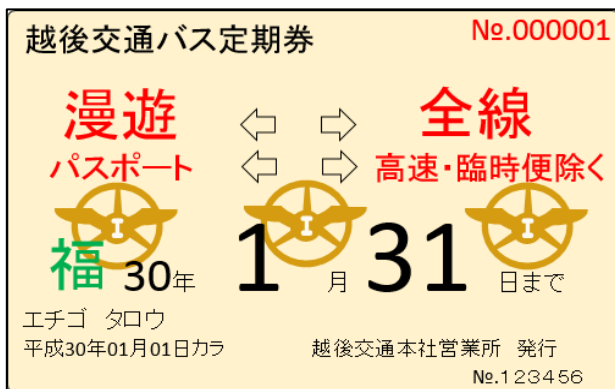 越後交通バス定期券 №.000001
漫遊 ⇦ ⇨ 全線
パスポート ⇦ ⇨ 高速・臨時便除く
I I I
福 30年 1月 31日まで
エチゴ タロウ
平成30年01月01日カラ 越後交通本社営業所 発行
№.123456